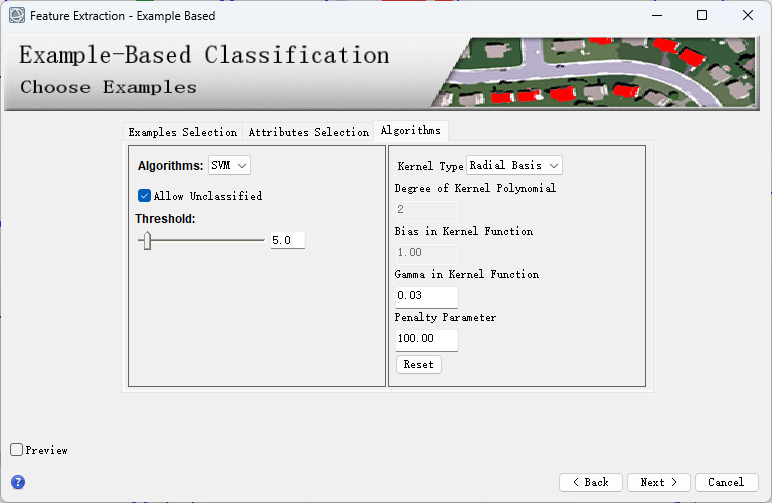 Feature Extraction - Example Based
Example-Based Classification
Choose Examples
Examples Selection Attributes Selection Algorithms
Algorithms: SVM
Allow Unclassified
Threshold:
5.0
Kernel Type Radial Basis
Degree of Kernel Polynomial
2
Bias in Kernel Function
1.00
Gamma in Kernel Function
0.03
Penalty Parameter
100.00
Reset
Preview
?
< Back Next > Cancel